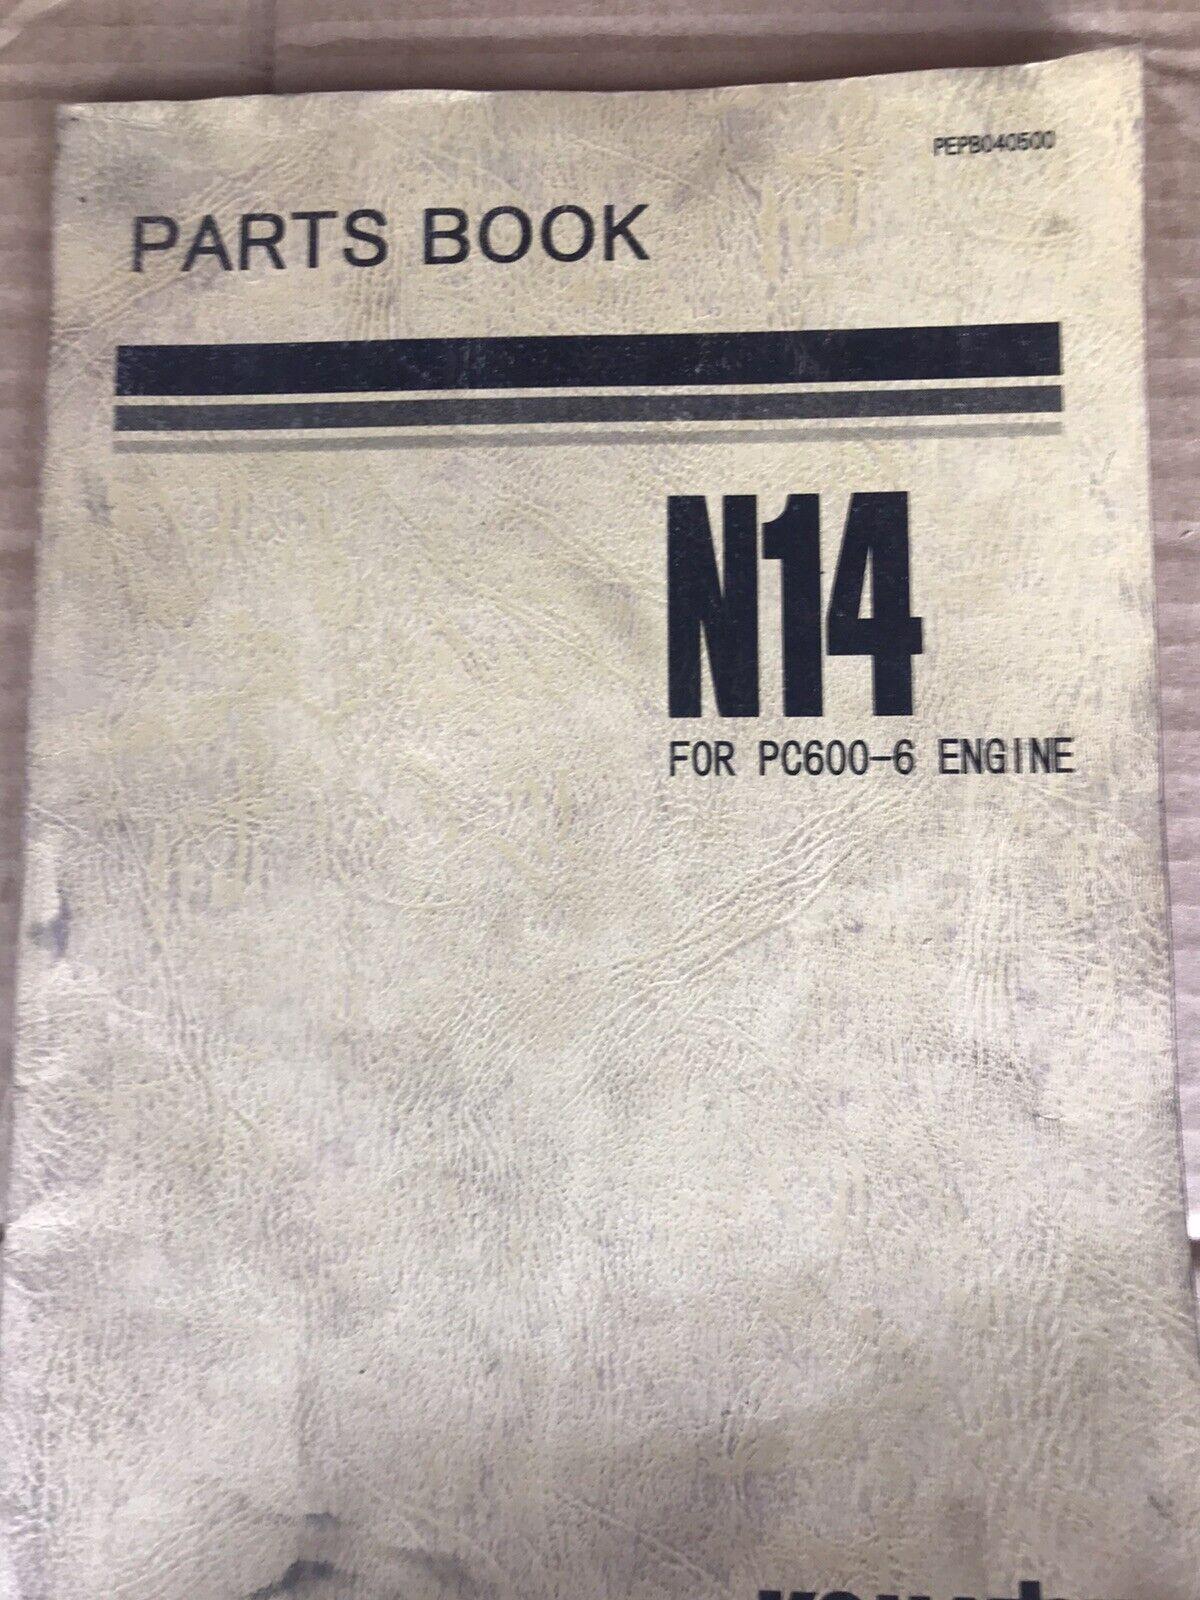 PEPB040500
PARTS BOOK
N14
FOR PC600-6 ENGINE